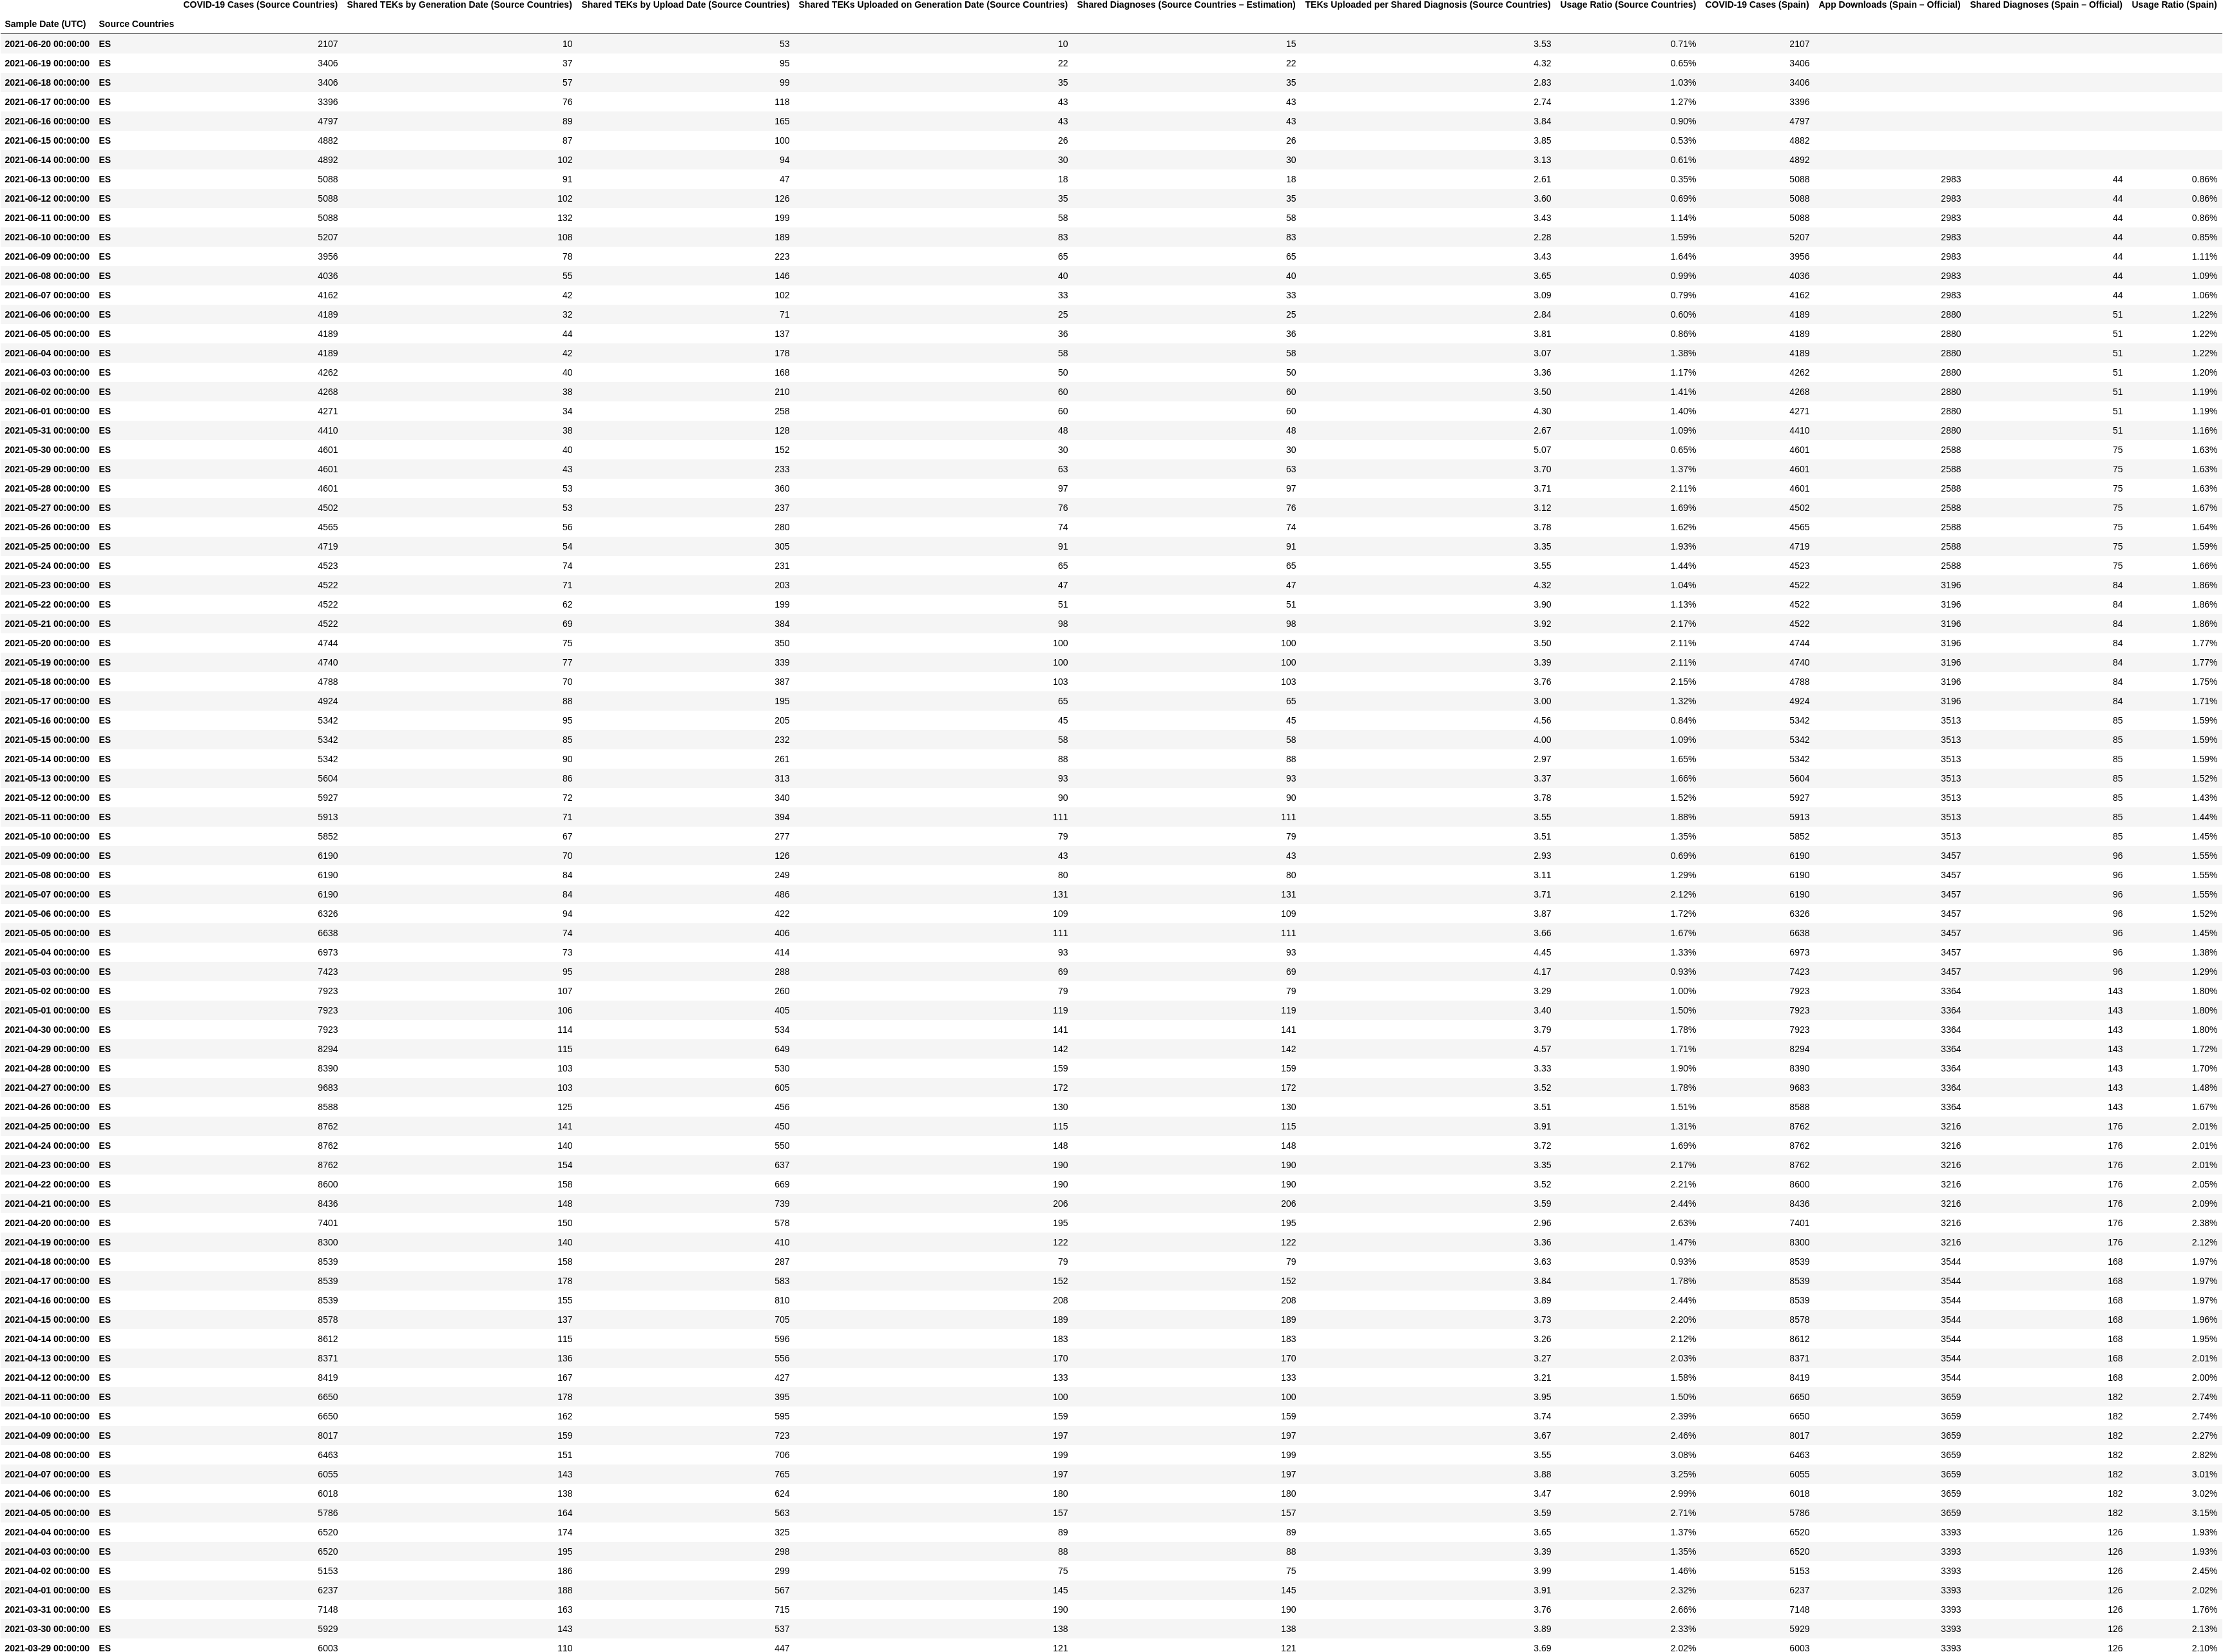 COVID-19 Cases (Source Countries) Shared TEKs by Generation Date (Source Countries) Shared TEKs by Upload Date (Source Countries) Shared TEKs Uploaded on Generation Date (Source Countries) Shared Diagnoses (Source Countries – Estimation) TEKs Uploaded per Shared Diagnosis (Source Countries) Usage Ratio (Source Countries) COVID-19 Cases (Spain) App Downloads (Spain – Official) Shared Diagnoses (Spain – Official) Usage Ratio (Spain)
Sample Date (UTC) Source Countries
2021-06-20 00:00:00 ES 2107 10 53 10 15 3.53 0.71% 2107
2021-06-19 00:00:00 ES 3406 37 95 22 22 4.32 0.65% 3406
2021-06-18 00:00:00 ES 3406 57 99 35 35 2.83 1.03% 3406
2021-06-17 00:00:00 ES 3396 76 118 43 43 2.74 1.27% 3396
2021-06-16 00:00:00 ES 4797 89 165 43 43 3.84 0.90% 4797
2021-06-15 00:00:00 ES 4882 87 100 26 26 3.85 0.53% 4882
2021-06-14 00:00:00 ES 4892 102 94 30 30 3.13 0.61% 4892
2021-06-13 00:00:00 ES 5088 91 47 18 18 2.61 0.35% 5088 2983 44 0.86%
2021-06-12 00:00:00 ES 5088 102 126 35 35 3.60 0.69% 5088 2983 44 0.86%
2021-06-11 00:00:00 ES 5088 132 199 58 58 3.43 1.14% 5088 2983 44 0.86%
2021-06-10 00:00:00 ES 5207 108 189 83 83 2.28 1.59% 5207 2983 44 0.85%
2021-06-09 00:00:00 ES 3956 78 223 65 65 3.43 1.64% 3956 2983 44 1.11%
2021-06-08 00:00:00 ES 4036 55 146 40 40 3.65 0.99% 4036 2983 44 1.09%
2021-06-07 00:00:00 ES 4162 42 102 33 33 3.09 0.79% 4162 2983 44 1.06%
2021-06-06 00:00:00 ES 4189 32 71 25 25 2.84 0.60% 4189 2880 51 1.22%
2021-06-05 00:00:00 ES 4189 44 137 36 36 3.81 0.86% 4189 2880 51 1.22%
2021-06-04 00:00:00 ES 4189 42 178 58 58 3.07 1.38% 4189 2880 51 1.22%
2021-06-03 00:00:00 ES 4262 40 168 50 50 3.36 1.17% 4262 2880 51 1.20%
2021-06-02 00:00:00 ES 4268 38 210 60 60 3.50 1.41% 4268 2880 51 1.19%
2021-06-01 00:00:00 ES 4271 34 258 60 60 4.30 1.40% 4271 2880 51 1.19%
2021-05-31 00:00:00 ES 4410 38 128 48 48 2.67 1.09% 4410 2880 51 1.16%
2021-05-30 00:00:00 ES 4601 40 152 30 30 5.07 0.65% 4601 2588 75 1.63%
2021-05-29 00:00:00 ES 4601 43 233 63 63 3.70 1.37% 4601 2588 75 1.63%
2021-05-28 00:00:00 ES 4601 53 360 97 97 3.71 2.11% 4601 2588 75 1.63%
2021-05-27 00:00:00 ES 4502 53 237 76 76 3.12 1.69% 4502 2588 75 1.67%
2021-05-26 00:00:00 ES 4565 56 280 74 74 3.78 1.62% 4565 2588 75 1.64%
2021-05-25 00:00:00 ES 4719 54 305 91 91 3.35 1.93% 4719 2588 75 1.59%
2021-05-24 00:00:00 ES 4523 74 231 65 65 3.55 1.44% 4523 2588 75 1.66%
2021-05-23 00:00:00 ES 4522 71 203 47 47 4.32 1.04% 4522 3196 84 1.86%
2021-05-22 00:00:00 ES 4522 62 199 51 51 3.90 1.13% 4522 3196 84 1.86%
2021-05-21 00:00:00 ES 4522 69 384 98 98 3.92 2.17% 4522 3196 84 1.86%
2021-05-20 00:00:00 ES 4744 75 350 100 100 3.50 2.11% 4744 3196 84 1.77%
2021-05-19 00:00:00 ES 4740 77 339 100 100 3.39 2.11% 4740 3196 84 1.77%
2021-05-18 00:00:00 ES 4788 70 387 103 103 3.76 2.15% 4788 3196 84 1.75%
2021-05-17 00:00:00 ES 4924 88 195 65 65 3.00 1.32% 4924 3196 84 1.71%
2021-05-16 00:00:00 ES 5342 95 205 45 45 4.56 0.84% 5342 3513 85 1.59%
2021-05-15 00:00:00 ES 5342 85 232 58 58 4.00 1.09% 5342 3513 85 1.59%
2021-05-14 00:00:00 ES 5342 90 261 88 88 2.97 1.65% 5342 3513 85 1.59%
2021-05-13 00:00:00 ES 5604 86 313 93 93 3.37 1.66% 5604 3513 85 1.52%
2021-05-12 00:00:00 ES 5927 72 340 90 90 3.78 1.52% 5927 3513 85 1.43%
2021-05-11 00:00:00 ES 5913 71 394 111 111 3.55 1.88% 5913 3513 85 1.44%
2021-05-10 00:00:00 ES 5852 67 277 79 79 3.51 1.35% 5852 3513 85 1.45%
2021-05-09 00:00:00 ES 6190 70 126 43 43 2.93 0.69% 6190 3457 96 1.55%
2021-05-08 00:00:00 ES 6190 84 249 80 80 3.11 1.29% 6190 3457 96 1.55%
2021-05-07 00:00:00 ES 6190 84 486 131 131 3.71 2.12% 6190 3457 96 1.55%
2021-05-06 00:00:00 ES 6326 94 422 109 109 3.87 1.72% 6326 3457 96 1.52%
2021-05-05 00:00:00 ES 6638 74 406 111 111 3.66 1.67% 6638 3457 96 1.45%
2021-05-04 00:00:00 ES 6973 73 414 93 93 4.45 1.33% 6973 3457 96 1.38%
2021-05-03 00:00:00 ES 7423 95 288 69 69 4.17 0.93% 7423 3457 96 1.29%
2021-05-02 00:00:00 ES 7923 107 260 79 79 3.29 1.00% 7923 3364 143 1.80%
2021-05-01 00:00:00 ES 7923 106 405 119 119 3.40 1.50% 7923 3364 143 1.80%
2021-04-30 00:00:00 ES 7923 114 534 141 141 3.79 1.78% 7923 3364 143 1.80%
2021-04-29 00:00:00 ES 8294 115 649 142 142 4.57 1.71% 8294 3364 143 1.72%
2021-04-28 00:00:00 ES 8390 103 530 159 159 3.33 1.90% 8390 3364 143 1.70%
2021-04-27 00:00:00 ES 9683 103 605 172 172 3.52 1.78% 9683 3364 143 1.48%
2021-04-26 00:00:00 ES 8588 125 456 130 130 3.51 1.51% 8588 3364 143 1.67%
2021-04-25 00:00:00 ES 8762 141 450 115 115 3.91 1.31% 8762 3216 176 2.01%
2021-04-24 00:00:00 ES 8762 140 550 148 148 3.72 1.69% 8762 3216 176 2.01%
2021-04-23 00:00:00 ES 8762 154 637 190 190 3.35 2.17% 8762 3216 176 2.01%
2021-04-22 00:00:00 ES 8600 158 669 190 190 3.52 2.21% 8600 3216 176 2.05%
2021-04-21 00:00:00 ES 8436 148 739 206 206 3.59 2.44% 8436 3216 176 2.09%
2021-04-20 00:00:00 ES 7401 150 578 195 195 2.96 2.63% 7401 3216 176 2.38%
2021-04-19 00:00:00 ES 8300 140 410 122 122 3.36 1.47% 8300 3216 176 2.12%
2021-04-18 00:00:00 ES 8539 158 287 79 79 3.63 0.93% 8539 3544 168 1.97%
2021-04-17 00:00:00 ES 8539 178 583 152 152 3.84 1.78% 8539 3544 168 1.97%
2021-04-16 00:00:00 ES 8539 155 810 208 208 3.89 2.44% 8539 3544 168 1.97%
2021-04-15 00:00:00 ES 8578 137 705 189 189 3.73 2.20% 8578 3544 168 1.96%
2021-04-14 00:00:00 ES 8612 115 596 183 183 3.26 2.12% 8612 3544 168 1.95%
2021-04-13 00:00:00 ES 8371 136 556 170 170 3.27 2.03% 8371 3544 168 2.01%
2021-04-12 00:00:00 ES 8419 167 427 133 133 3.21 1.58% 8419 3544 168 2.00%
2021-04-11 00:00:00 ES 6650 178 395 100 100 3.95 1.50% 6650 3659 182 2.74%
2021-04-10 00:00:00 ES 6650 162 595 159 159 3.74 2.39% 6650 3659 182 2.74%
2021-04-09 00:00:00 ES 8017 159 723 197 197 3.67 2.46% 8017 3659 182 2.27%
2021-04-08 00:00:00 ES 6463 151 706 199 199 3.55 3.08% 6463 3659 182 2.82%
2021-04-07 00:00:00 ES 6055 143 765 197 197 3.88 3.25% 6055 3659 182 3.01%
2021-04-06 00:00:00 ES 6018 138 624 180 180 3.47 2.99% 6018 3659 182 3.02%
2021-04-05 00:00:00 ES 5786 164 563 157 157 3.59 2.71% 5786 3659 182 3.15%
2021-04-04 00:00:00 ES 6520 174 325 89 89 3.65 1.37% 6520 3393 126 1.93%
2021-04-03 00:00:00 ES 6520 195 298 88 88 3.39 1.35% 6520 3393 126 1.93%
2021-04-02 00:00:00 ES 5153 186 299 75 75 3.99 1.46% 5153 3393 126 2.45%
2021-04-01 00:00:00 ES 6237 188 567 145 145 3.91 2.32% 6237 3393 126 2.02%
2021-03-31 00:00:00 ES 7148 163 715 190 190 3.76 2.66% 7148 3393 126 1.76%
2021-03-30 00:00:00 ES 5929 143 537 138 138 3.89 2.33% 5929 3393 126 2.13%
2021-03-29 00:00:00 ES 6003 110 447 121 121 3.69 2.02% 6003 3393 126 2.10%